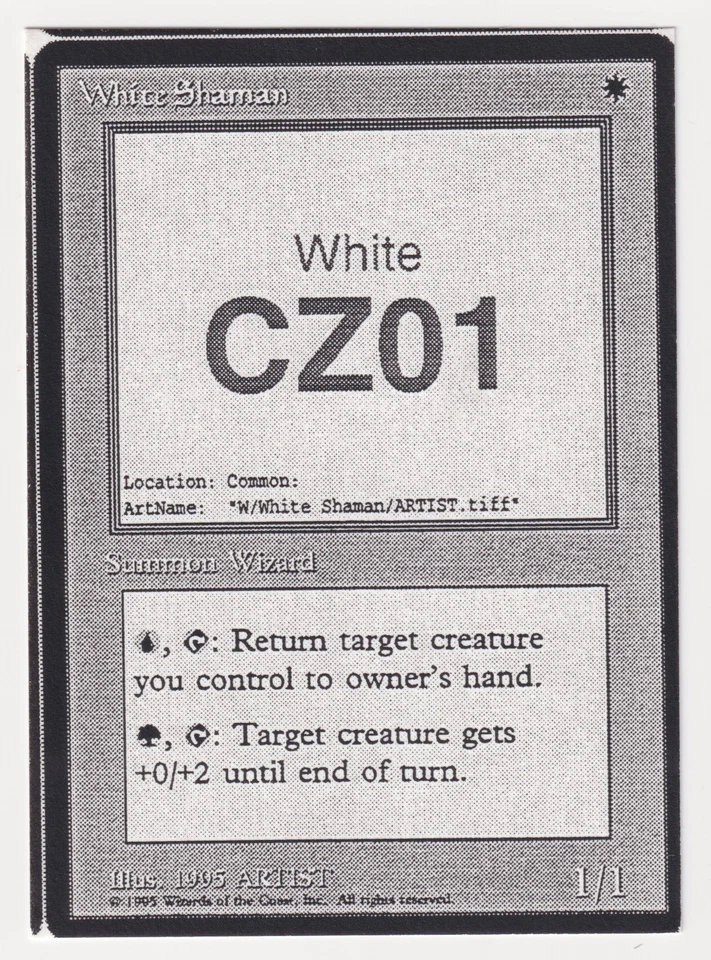 White Shaman
White
CZ01
Location: Common:
ArtName: "W/White Shaman/ARTIST.tiff"
Summon Wizard
, : Return target creature
you control to owner's hand.
, : Target creature gets
+0/+2 until end of turn.
Illus. 1995 ARTIST
1/1
© 1995 Wizards of the Coast, Inc. All rights reserved.